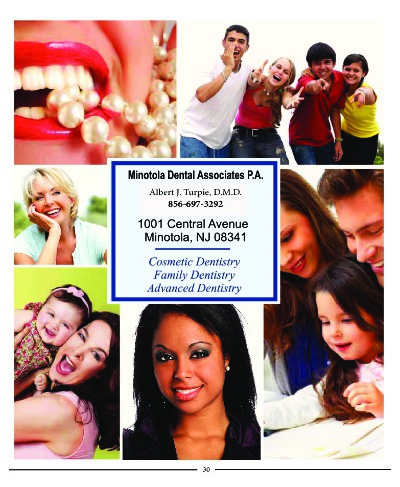 Minotola Dental Associates P.A.
Albert J. Turpie, D.M.D.
856-697-3292
1001 Central Avenue
Minotola, NJ 08341
Cosmetic Dentistry
Family Dentistry
Advanced Dentistry
30